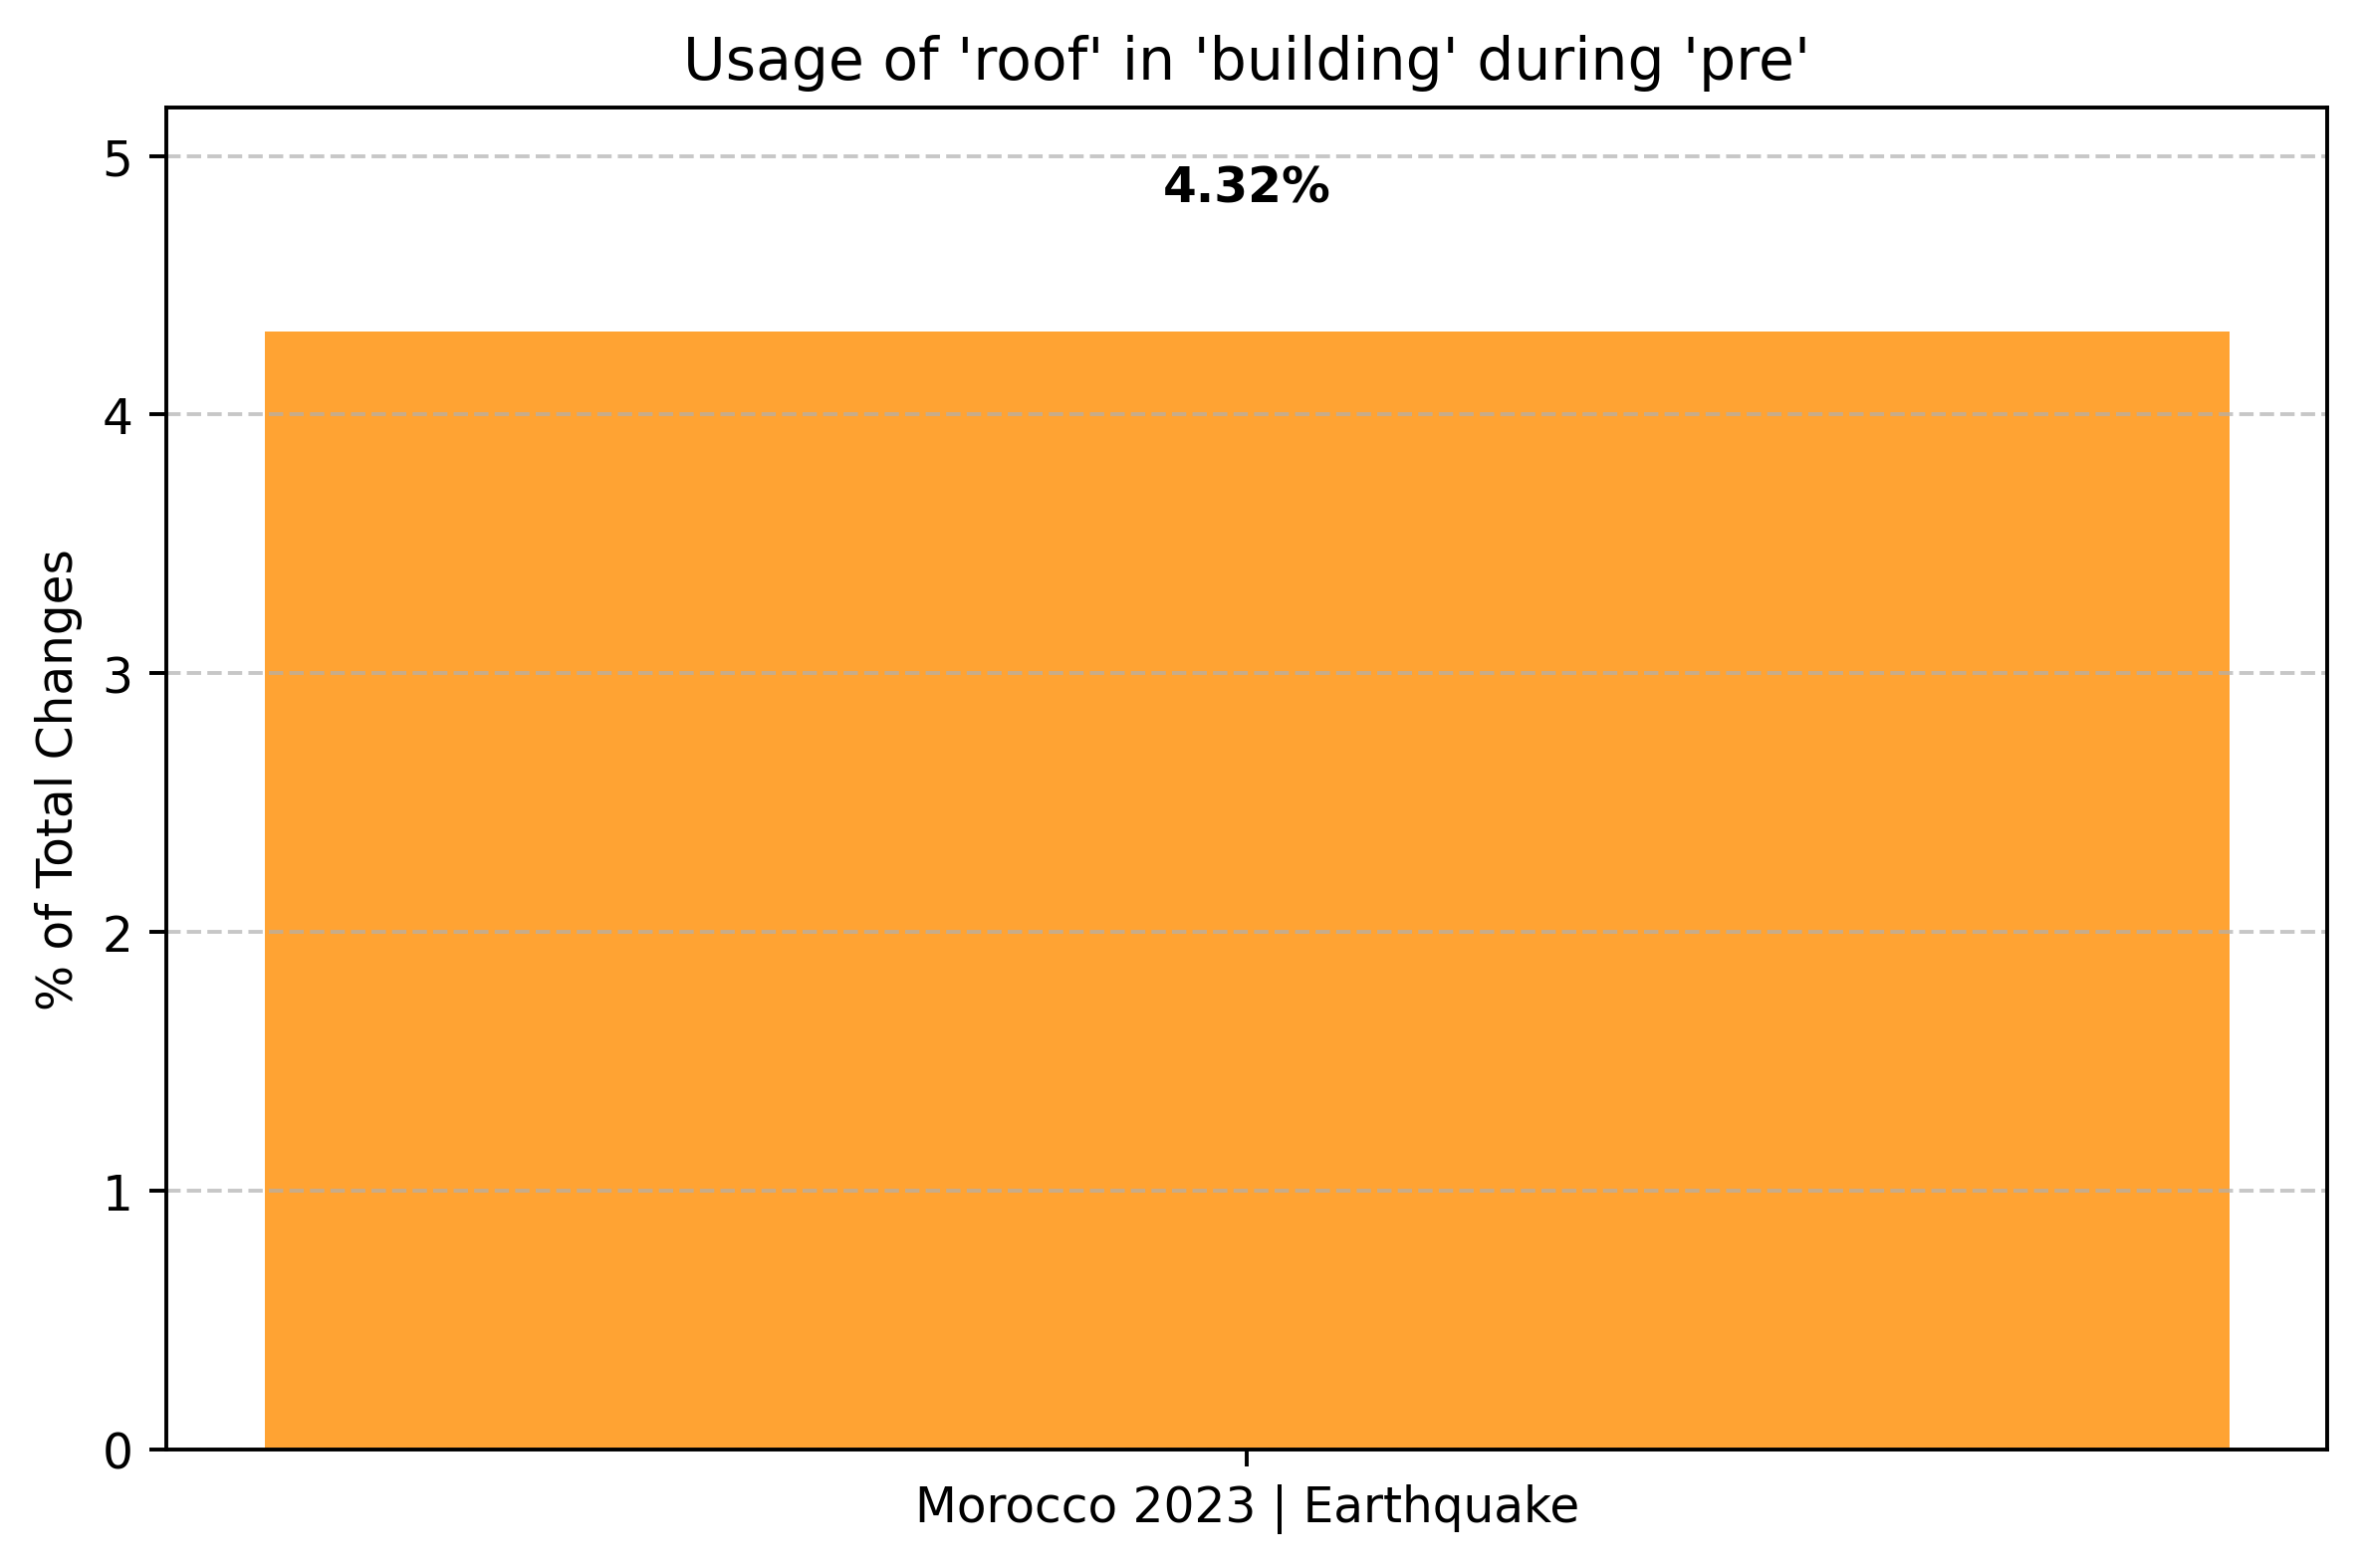 Usage of 'roof' in 'building' during 'pre'
5
4.32%
4
3
2
1
0
% of Total Changes
Morocco 2023 | Earthquake